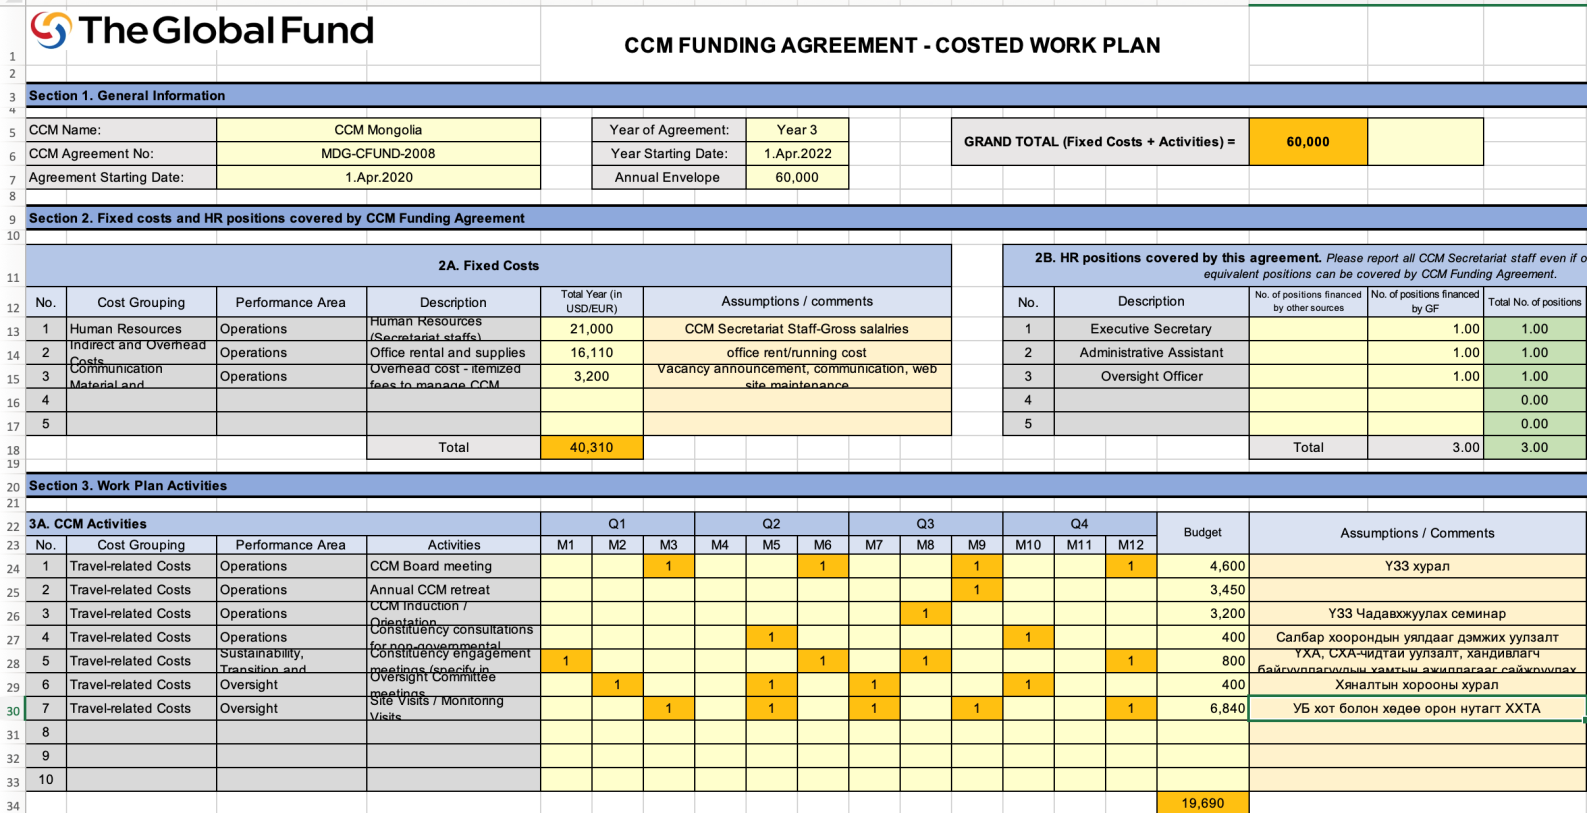 The Global Fund
CCM FUNDING AGREEMENT - COSTED WORK PLAN
Section 1. General Information
CCM Name: CCM Mongolia Year of Agreement: Year 3
GRAND TOTAL (Fixed Costs + Activities) = 60,000
CCM Agreement No: MDG-CFUND-2008 Year Starting Date: 1.Apr.2022
Agreement Starting Date: 1.Apr.2020 Annual Envelope 60,000
Section 2. Fixed costs and HR positions covered by CCM Funding Agreement
2A. Fixed Costs
2B. HR positions covered by this agreement. Please report all CCM Secretariat staff even if o
equivalent positions can be covered by CCM Funding Agreement.
No. Cost Grouping Performance Area Description Total Year (in USD/EUR) Assumptions / comments No. Description No. of positions financed by other sources No. of positions financed by GF Total No. of positions
1 Human Resources Operations Human Resources (Secretariat staffs) 21,000 CCM Secretariat Staff-Gross salalries 1 Executive Secretary 1.00 1.00
2 Indirect and Overhead Costs Operations Office rental and supplies 16,110 office rent/running cost 2 Administrative Assistant 1.00 1.00
3 Communication Material and Operations Overhead cost - itemized fees to manage CCM 3,200 Vacancy announcement, communication, web site maintenance 3 Oversight Officer 1.00 1.00
4 4 0.00
5 5 0.00
Total 40,310 Total 3.00 3.00
Section 3. Work Plan Activities
3A. CCM Activities Q1 Q2 Q3 Q4 Budget Assumptions / Comments
No. Cost Grouping Performance Area Activities M1 M2 M3 M4 M5 M6 M7 M8 M9 M10 M11 M12
1 Travel-related Costs Operations CCM Board meeting 1 1 1 1 4,600 ҮЗЗ хурал
2 Travel-related Costs Operations Annual CCM retreat 1 3,450
3 Travel-related Costs Operations CCM Induction / Orientation 1 3,200 ҮЗЗ Чадавхжуулах семинар
4 Travel-related Costs Operations Constituency consultations for non-governmental 1 1 400 Салбар хоорондын уялдааг дэмжих уулзалт
5 Travel-related Costs Sustainability, Transition and Constituency engagement meetings (specify in 1 1 1 1 800 ҮХА, СХА-чидтай уулзалт, хандивлагч байгууллагуудын хамтын ажиллагааг сайжруулах
6 Travel-related Costs Oversight Oversight Committee meetings 1 1 1 1 400 Хяналтын хорооны хурал
7 Travel-related Costs Oversight Site Visits / Monitoring Visits 1 1 1 1 1 6,840 УБ хот болон хөдөө орон нутагт ХХТА
8
9
10
19,690